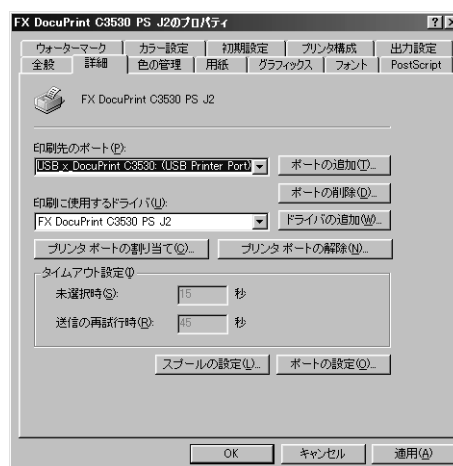 FX DocuPrint C3530 PS J2のプロパティ
ウォーターマーク カラー設定 初期設定 プリンタ構成 出力設定
全般 詳細 色の管理 用紙 グラフィックス フォント PostScript
FX DocuPrint C3530 PS J2
印刷先のポート(P):
USB_x_DocuPrint C3530: (USB Printer Port) ポートの追加(T)...
ポートの削除(D)...
印刷に使用するドライバ(U):
FX DocuPrint C3530 PS J2 ドライバの追加(W)...
プリンタ ポートの割り当て(C)... プリンタ ポートの解除(N)...
タイムアウト設定
未選択時(S): 15 秒
送信の再試行時(R): 45 秒
スプールの設定(L)... ポートの設定(O)...
OK キャンセル 適用(A)